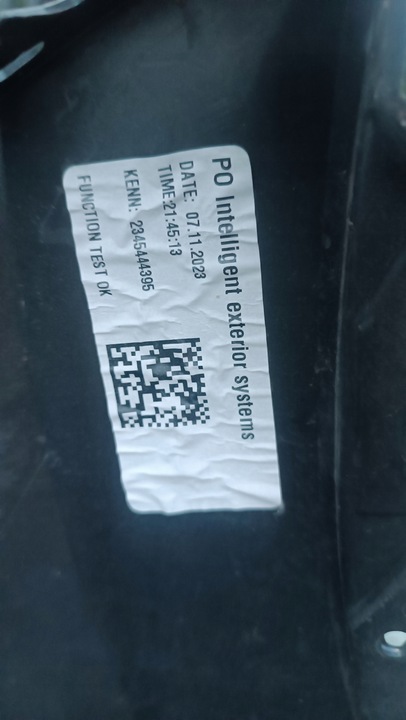 PO Intelligent exterior systems
DATE: 07.11.2023
TIME:21:45:13
KENN: 2345444395
FUNCTION TEST OK